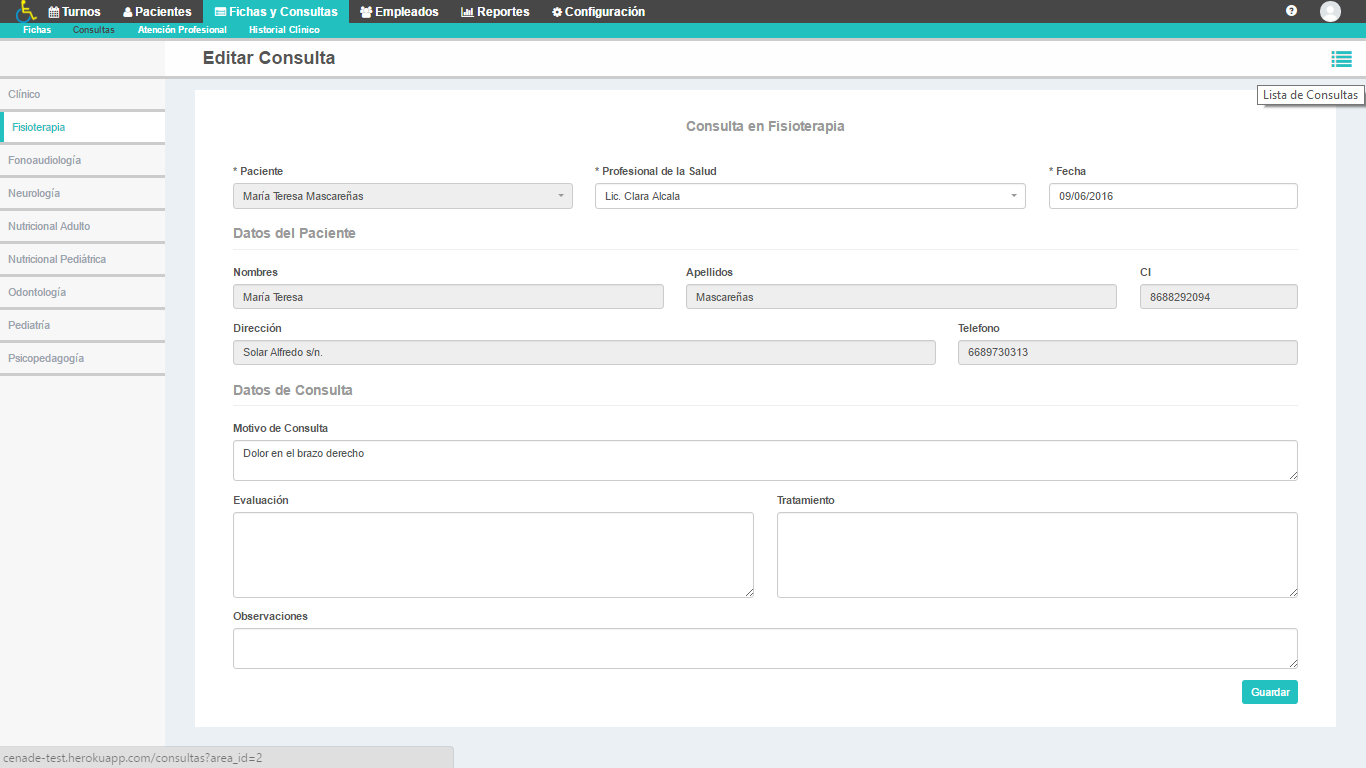 Turnos Pacientes Fichas y Consultas Empleados Reportes Configuración
Fichas Consultas Atención Profesional Historial Clínico
Editar Consulta
Lista de Consultas
Clínico
Fisioterapia
Fonoaudiología
Neurología
Nutricional Adulto
Nutricional Pediátrica
Odontología
Pediatría
Psicopedagogía
Consulta en Fisioterapia
* Paciente * Profesional de la Salud * Fecha
María Teresa Mascareñas Lic. Clara Alcala 09/06/2016
Datos del Paciente
Nombres Apellidos CI
María Teresa Mascareñas 8688292094
Dirección Telefono
Solar Alfredo s/n. 6689730313
Datos de Consulta
Motivo de Consulta
Dolor en el brazo derecho
Evaluación Tratamiento
Observaciones
Guardar
cenade-test.herokuapp.com/consultas?area_id=2